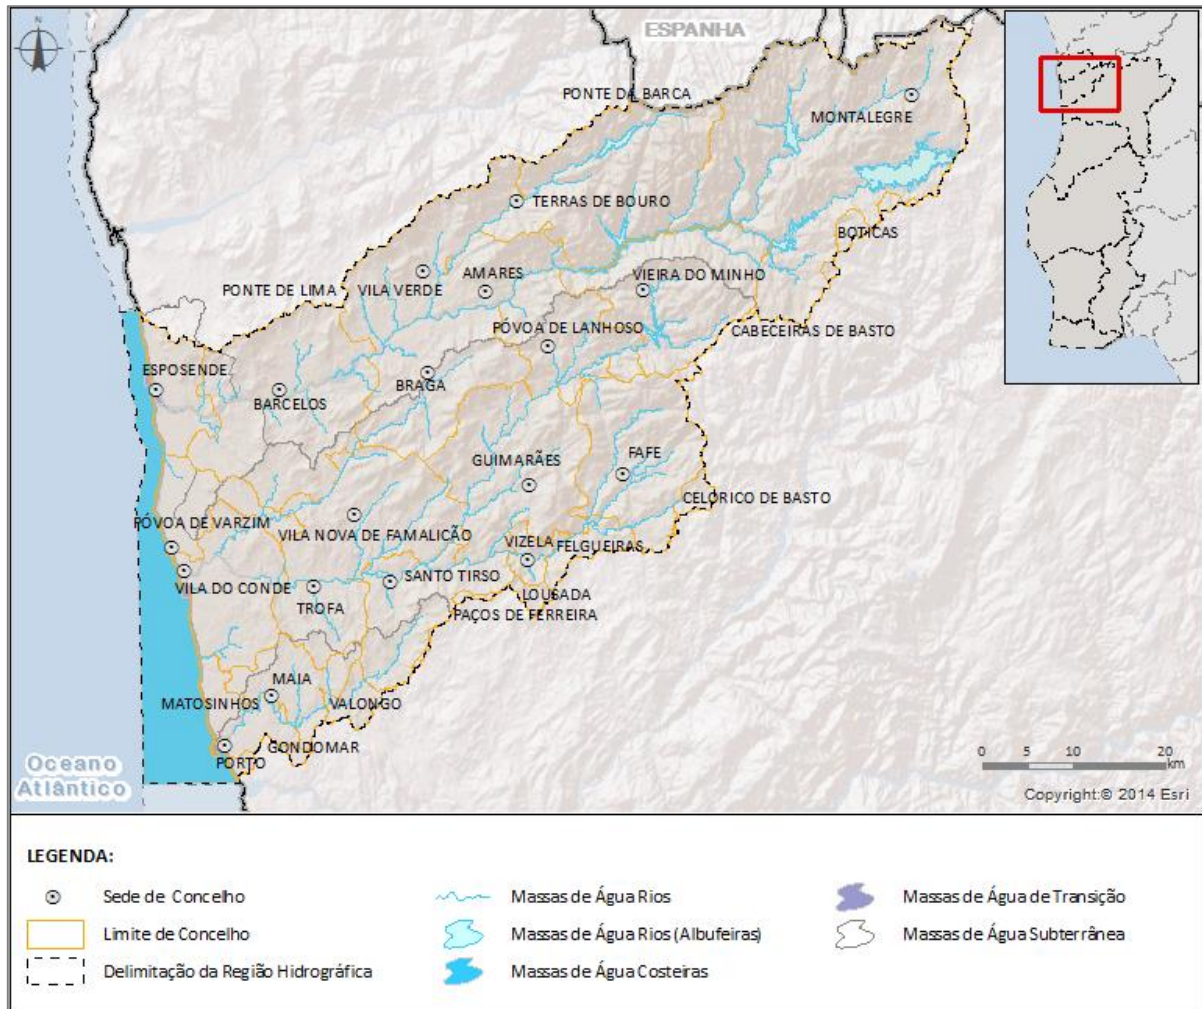 N
ESPANHA
PONTE DA BARCA
MONTALEGRE
TERRAS DE BOURO
BOTICAS
PONTE DE LIMA
VILA VERDE
AMARES
VIEIRA DO MINHO
PÓVOA DE LANHOSO
CABECEIRAS DE BASTO
ESPOSENDE
BARCELOS
BRAGA
GUIMARÃES
FAFE
CELORICO DE BASTO
PÓVOA DE VARZIM
VILA NOVA DE FAMALICÃO
VIZELA
FELGUEIRAS
VILA DO CONDE
TROFA
SANTO TIRSO
LOUSADA
PAÇOS DE FERREIRA
MAIA
MATOSINHOS
VALONGO
GONDOMAR
PORTO
Oceano
Atlântico
0 5 10 20
km
Copyright:© 2014 Esri
LEGENDA:
Sede de Concelho
Limite de Concelho
Delimitação da Região Hidrográfica
Massas de Água Rios
Massas de Água Rios (Albufeiras)
Massas de Água Costeiras
Massas de Água de Transição
Massas de Água Subterrânea